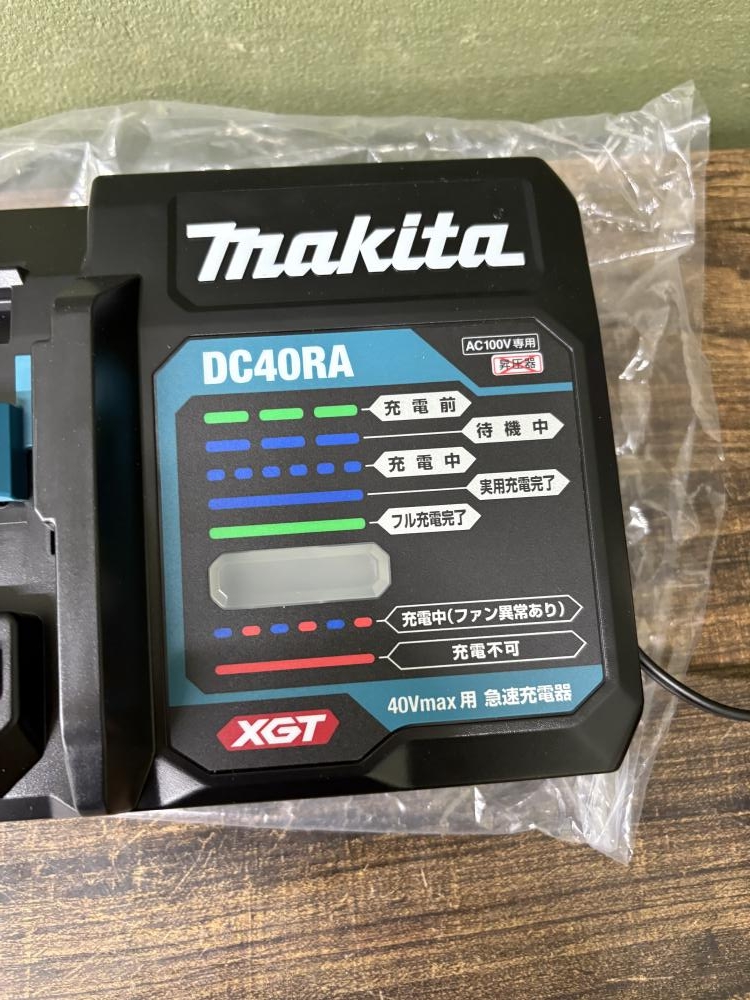 makita
DC40RA
AC100V専用
昇圧器
充電前
待機中
充電中
実用充電完了
フル充電完了
充電中(ファン異常あり)
充電不可
XGT
40Vmax用 急速充電器